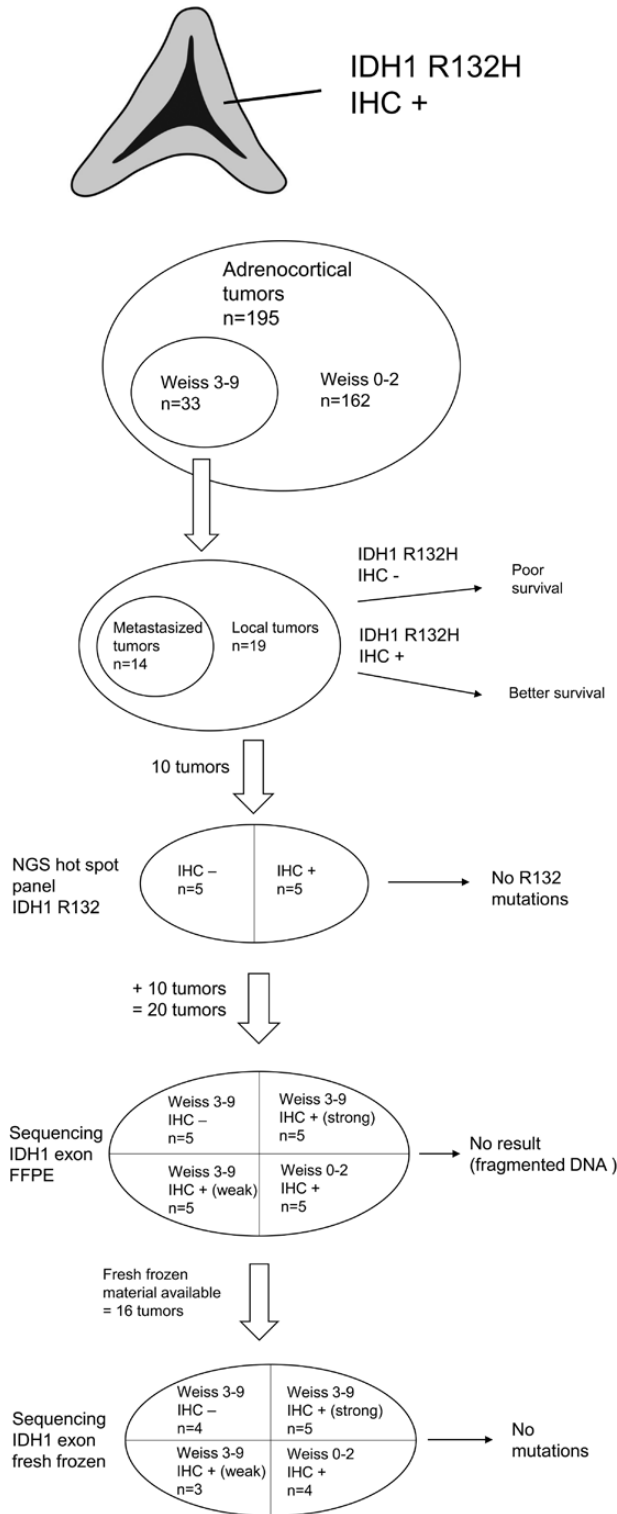 IDH1 R132H
IHC +
Adrenocortical
tumors
n=195
Weiss 3-9
n=33
Weiss 0-2
n=162
IDH1 R132H
IHC -
Poor
survival
Metastasized
tumors
n=14
Local tumors
n=19
IDH1 R132H
IHC +
Better survival
10 tumors
NGS hot spot
panel
IDH1 R132
IHC –
n=5
IHC +
n=5
No R132
mutations
+ 10 tumors
= 20 tumors
Sequencing
IDH1 exon
FFPE
Weiss 3-9
IHC –
n=5
Weiss 3-9
IHC + (strong)
n=5
Weiss 3-9
IHC + (weak)
n=5
Weiss 0-2
IHC +
n=5
No result
(fragmented DNA )
Fresh frozen
material available
= 16 tumors
Sequencing
IDH1 exon
fresh frozen
Weiss 3-9
IHC –
n=4
Weiss 3-9
IHC + (strong)
n=5
Weiss 3-9
IHC + (weak)
n=3
Weiss 0-2
IHC +
n=4
No
mutations